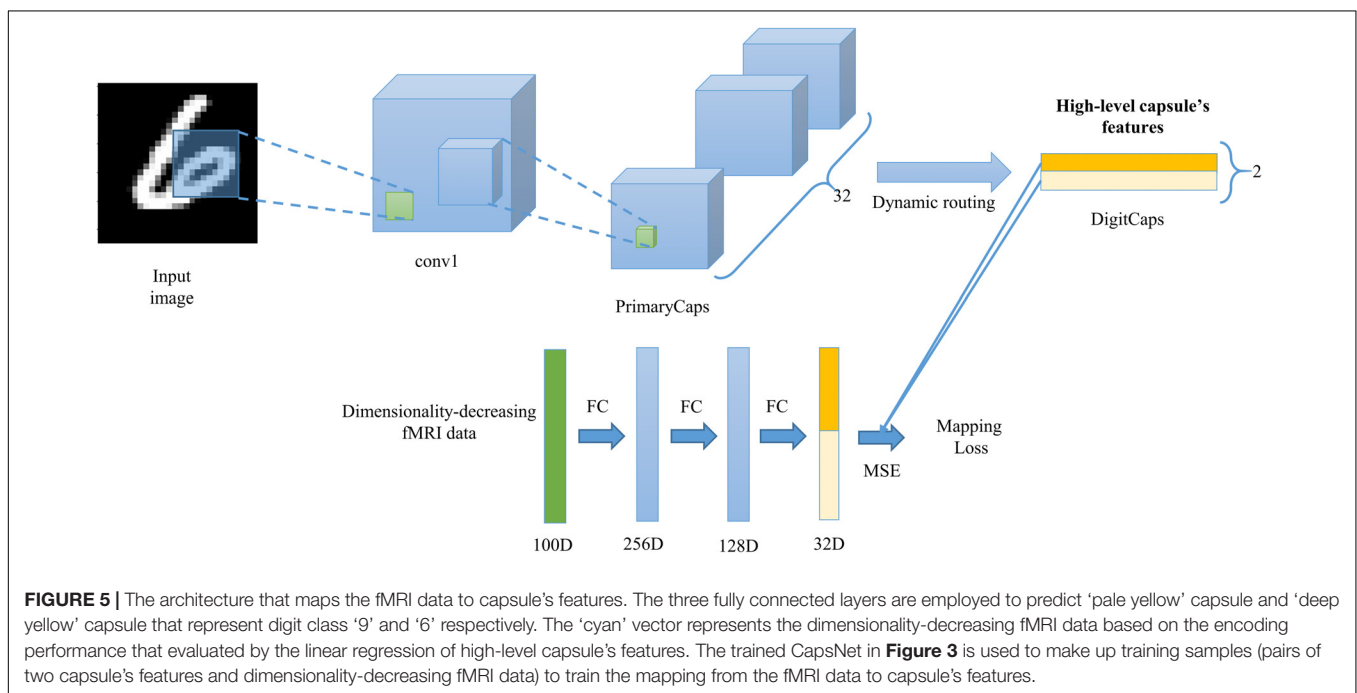 High-level capsule's
features
32
2
Dynamic routing
DigitCaps
conv1
Input
image
PrimaryCaps
Dimensionality-decreasing
fMRI data
FC
FC
FC
MSE
Mapping
Loss
100D
256D
128D
32D
FIGURE 5 | The architecture that maps the fMRI data to capsule's features. The three fully connected layers are employed to predict 'pale yellow' capsule and 'deep
yellow' capsule that represent digit class '9' and '6' respectively. The 'cyan' vector represents the dimensionality-decreasing fMRI data based on the encoding
performance that evaluated by the linear regression of high-level capsule's features. The trained CapsNet in Figure 3 is used to make up training samples (pairs of
two capsule's features and dimensionality-decreasing fMRI data) to train the mapping from the fMRI data to capsule's features.